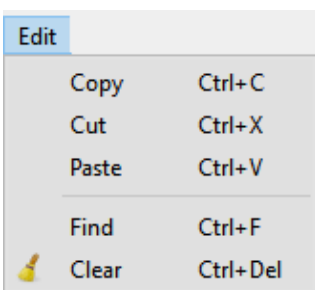 Edit
Copy Ctrl+C
Cut Ctrl+X
Paste Ctrl+V
Find Ctrl+F
Clear Ctrl+Del